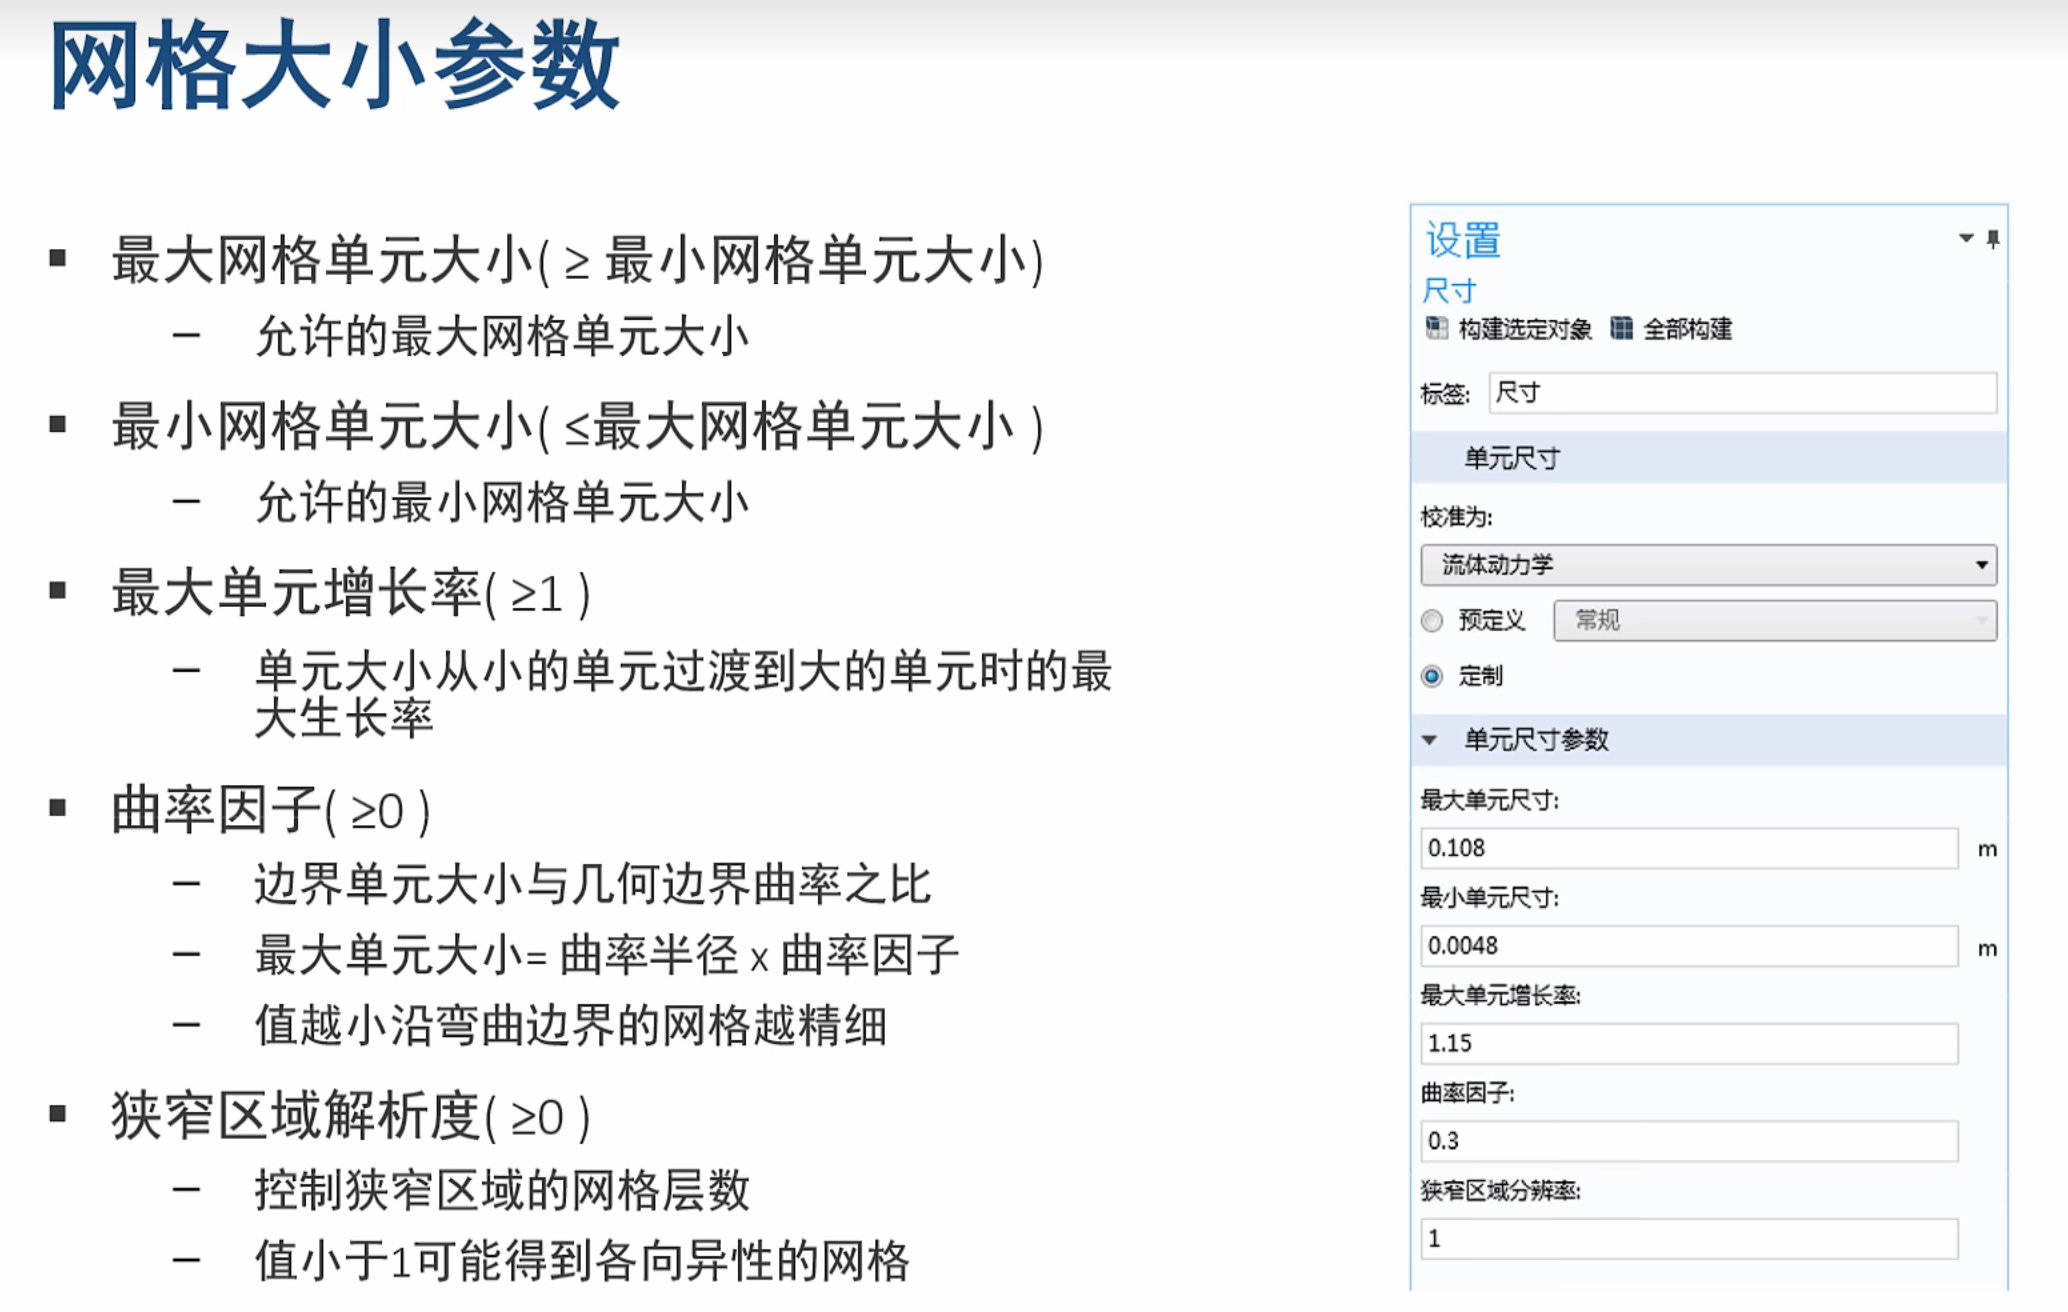 网格大小参数
▪ 最大网格单元大小( ≥ 最小网格单元大小)
– 允许的最大网格单元大小
▪ 最小网格单元大小( ≤最大网格单元大小 )
– 允许的最小网格单元大小
▪ 最大单元增长率( ≥1 )
– 单元大小从小的单元过渡到大的单元时的最
大生长率
▪ 曲率因子( ≥0 )
– 边界单元大小与几何边界曲率之比
– 最大单元大小= 曲率半径 x 曲率因子
– 值越小沿弯曲边界的网格越精细
▪ 狭窄区域解析度( ≥0 )
– 控制狭窄区域的网格层数
– 值小于1可能得到各向异性的网格
设置
尺寸
构建选定对象 全部构建
标签: 尺寸
单元尺寸
校准为:
流体动力学
预定义 常规
定制
单元尺寸参数
最大单元尺寸:
0.108 m
最小单元尺寸:
0.0048 m
最大单元增长率:
1.15
曲率因子:
0.3
狭窄区域分辨率:
1